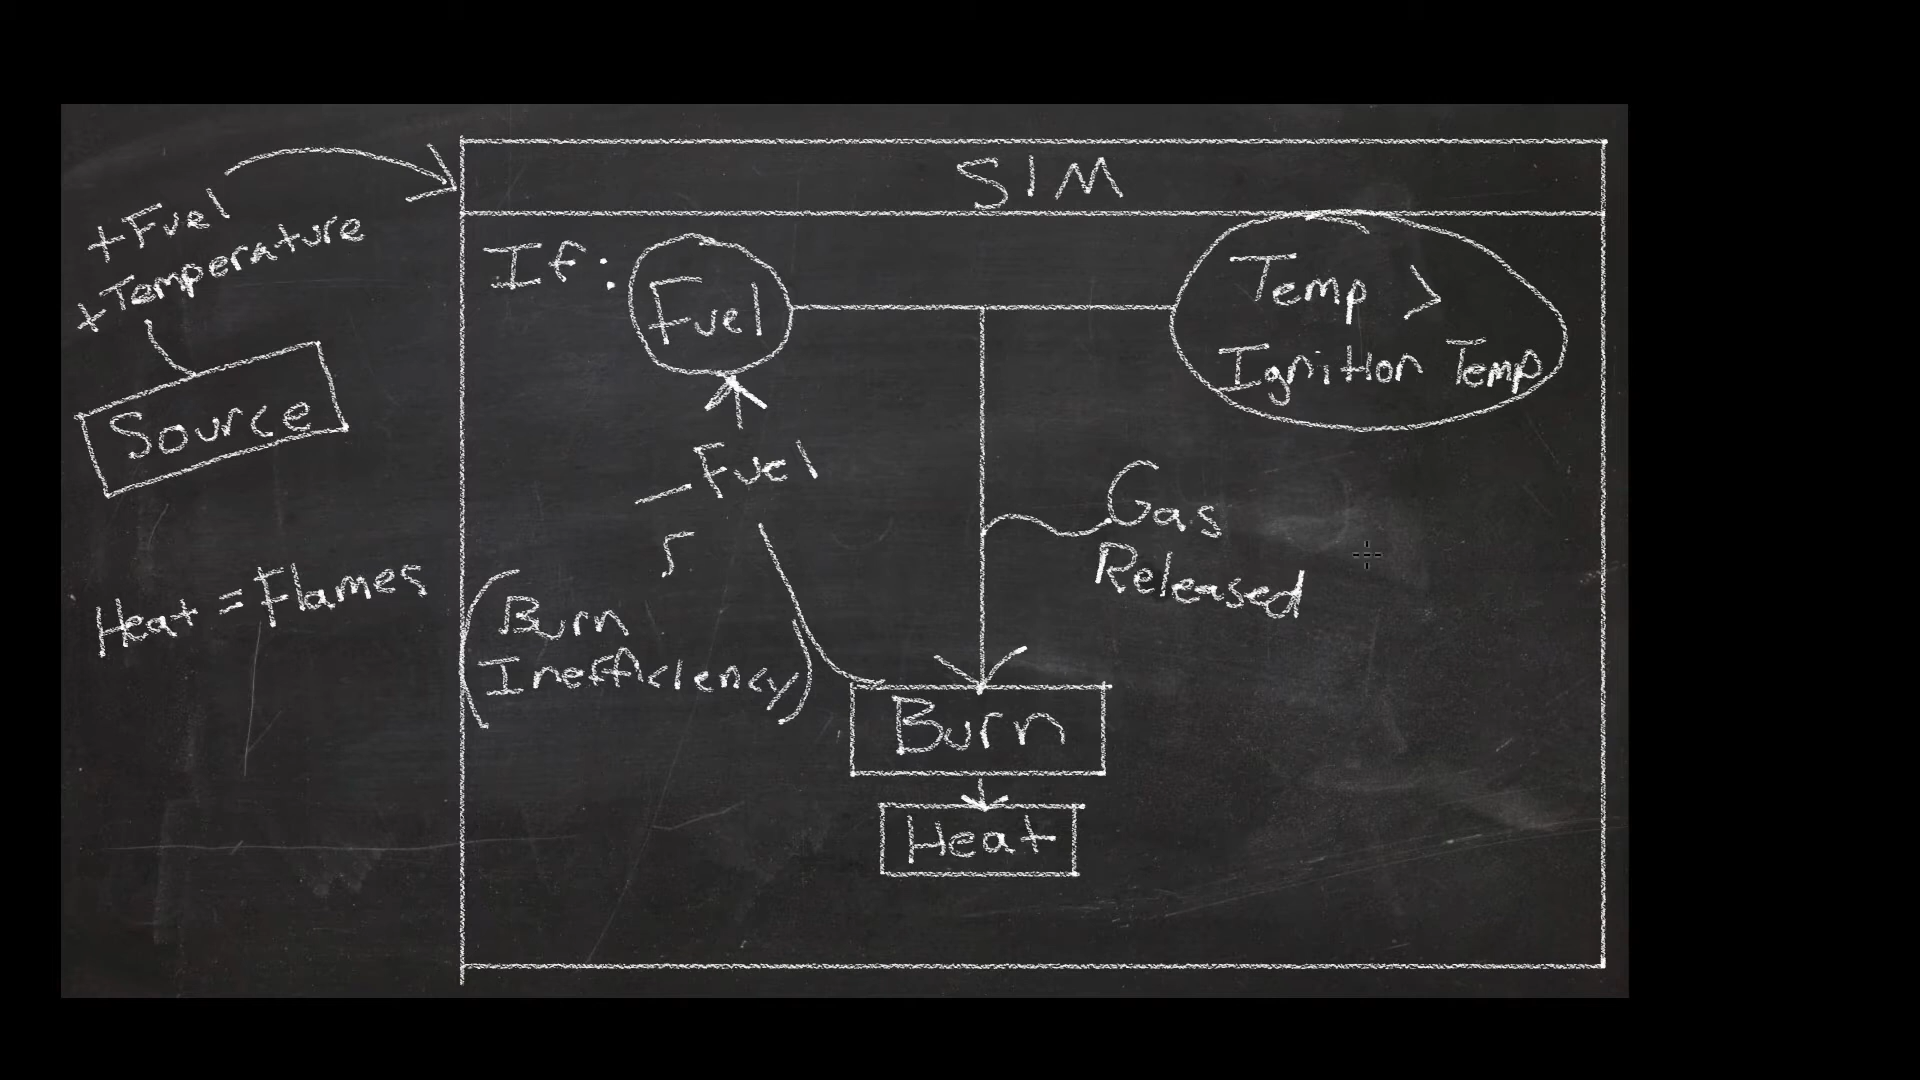 SIM
+Fuel
+Temperature
Source
Heat = Flames
If:
Fuel
Temp >
Ignition Temp
- Fuel
(Burn
Inefficiency)
Gas
Released
Burn
Heat